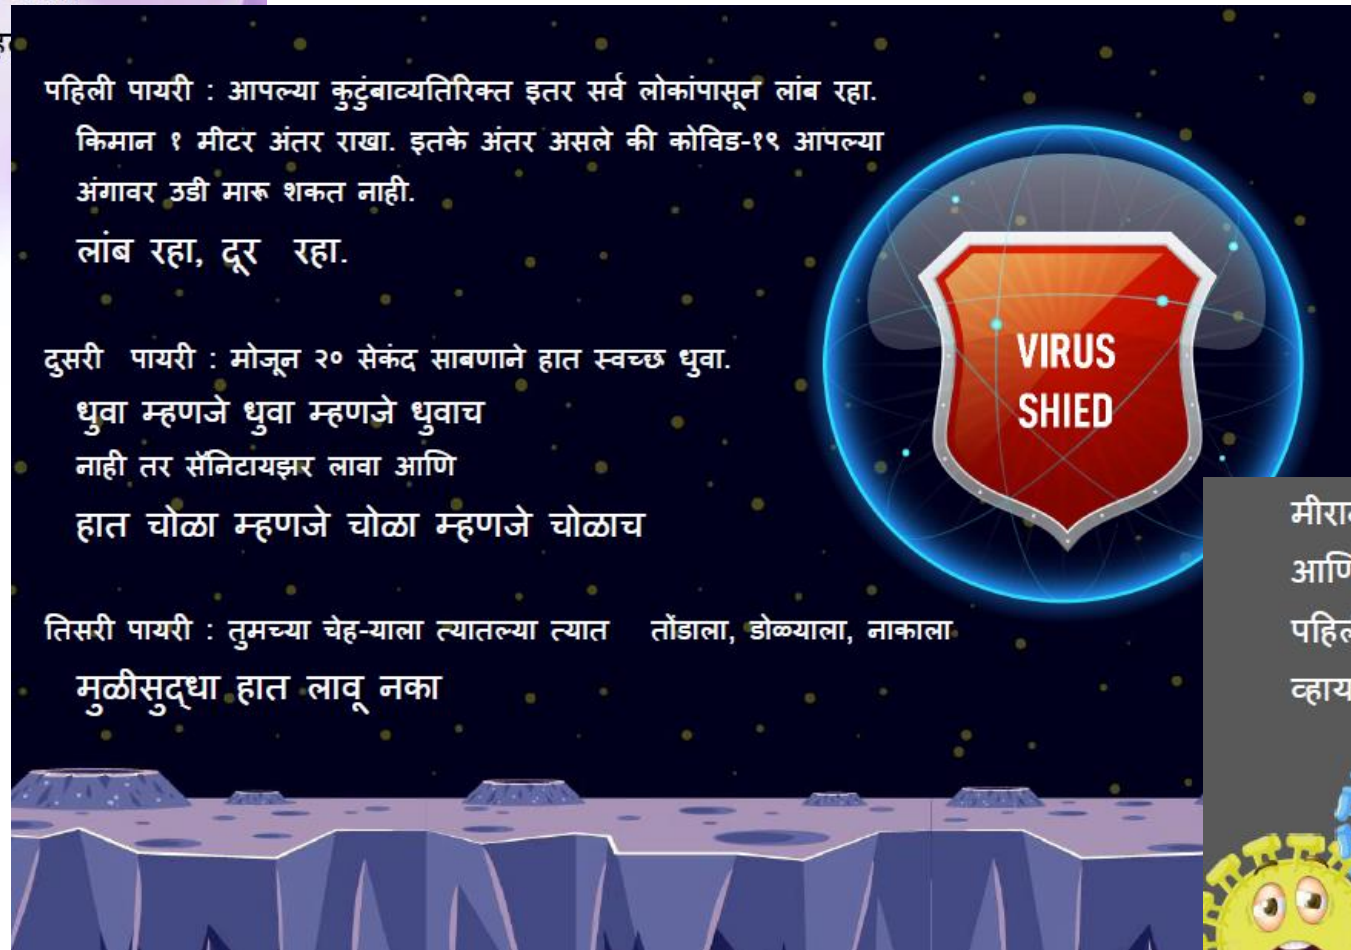 पहिली पायरी : आपल्या कुटुंबाव्यतिरिक्त इतर सर्व लोकांपासून लांब रहा.
किमान १ मीटर अंतर राखा. इतके अंतर असले की कोविड-१९ आपल्या
अंगावर उडी मारू शकत नाही.
लांब रहा, दूर रहा.
दुसरी पायरी : मोजून २० सेकंद साबणाने हात स्वच्छ धुवा.
धुवा म्हणजे धुवा म्हणजे धुवाच
नाही तर सॅनिटायझर लावा आणि
हात चोळा म्हणजे चोळा म्हणजे चोळाच
तिसरी पायरी : तुमच्या चेह-याला त्यातल्या त्यात तोंडाला, डोळ्याला, नाकाला
मुळीसुद्धा हात लावू नका
VIRUS
SHIED